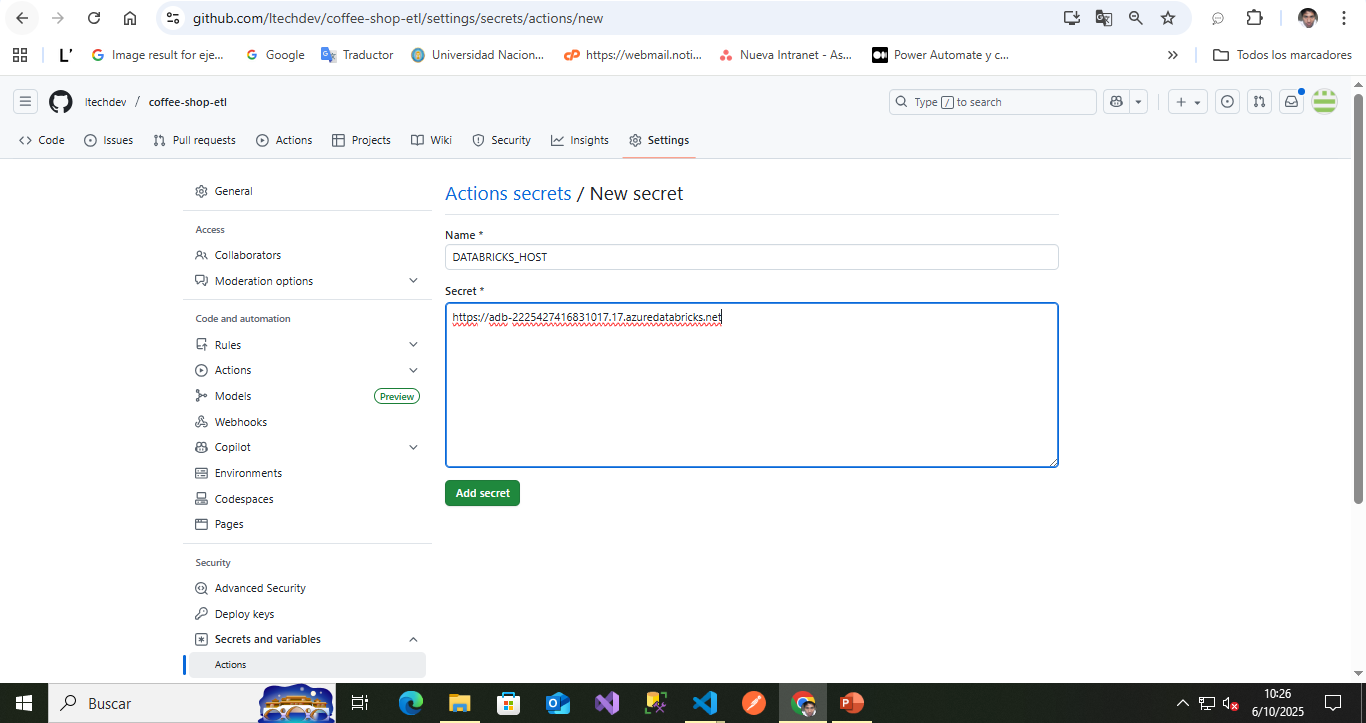 github.com/ltechdev/coffee-shop-etl/settings/secrets/actions/new
L' Image result for eje... Google Traductor Universidad Nacion... https://webmail.noti... Nueva Intranet - As... Power Automate y c... » Todos los marcadores
ltechdev / coffee-shop-etl Type / to search
Code Issues Pull requests Actions Projects Wiki Security Insights Settings
General
Access
Collaborators
Moderation options
Code and automation
Rules
Actions
Models Preview
Webhooks
Copilot
Environments
Codespaces
Pages
Security
Advanced Security
Deploy keys
Secrets and variables
Actions
Actions secrets / New secret
Name *
DATABRICKS_HOST
Secret *
https://adb-2225427416831017.17.azuredatabricks.net
Add secret
Buscar
10:26
6/10/2025